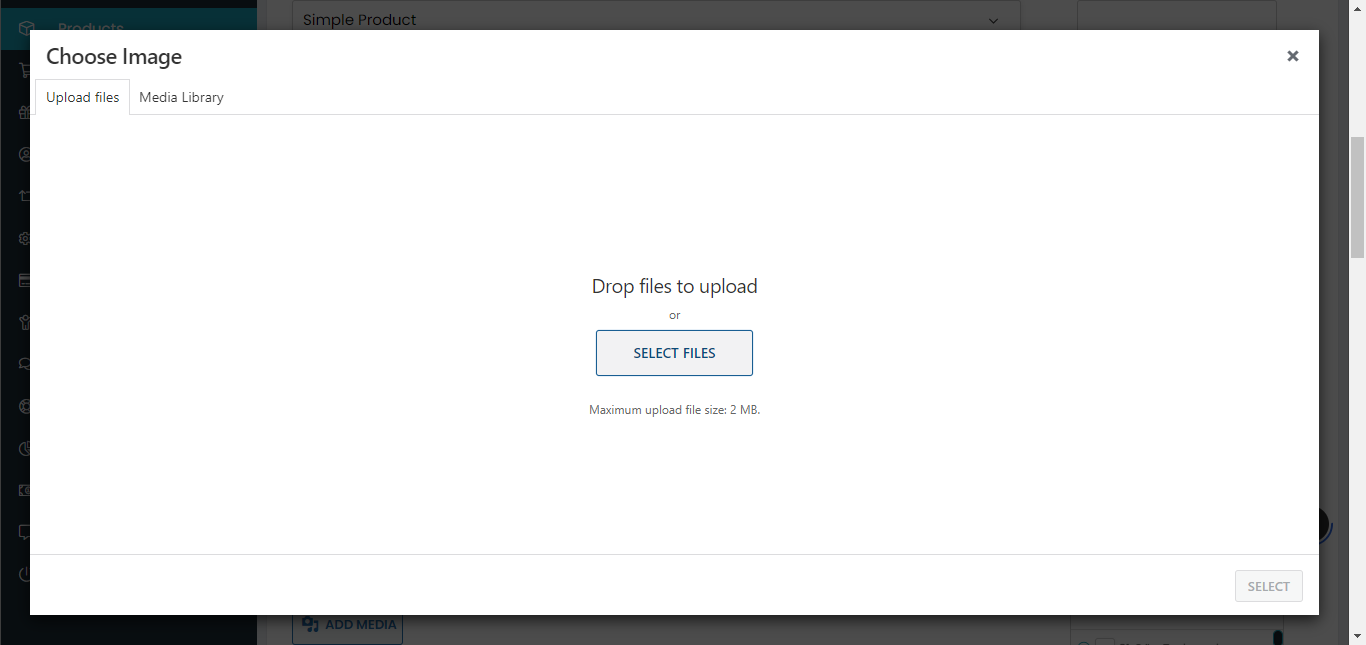 Products
Simple Product
Choose Image
Upload files
Media Library
Drop files to upload
or
SELECT FILES
Maximum upload file size: 2 MB.
SELECT
ADD MEDIA